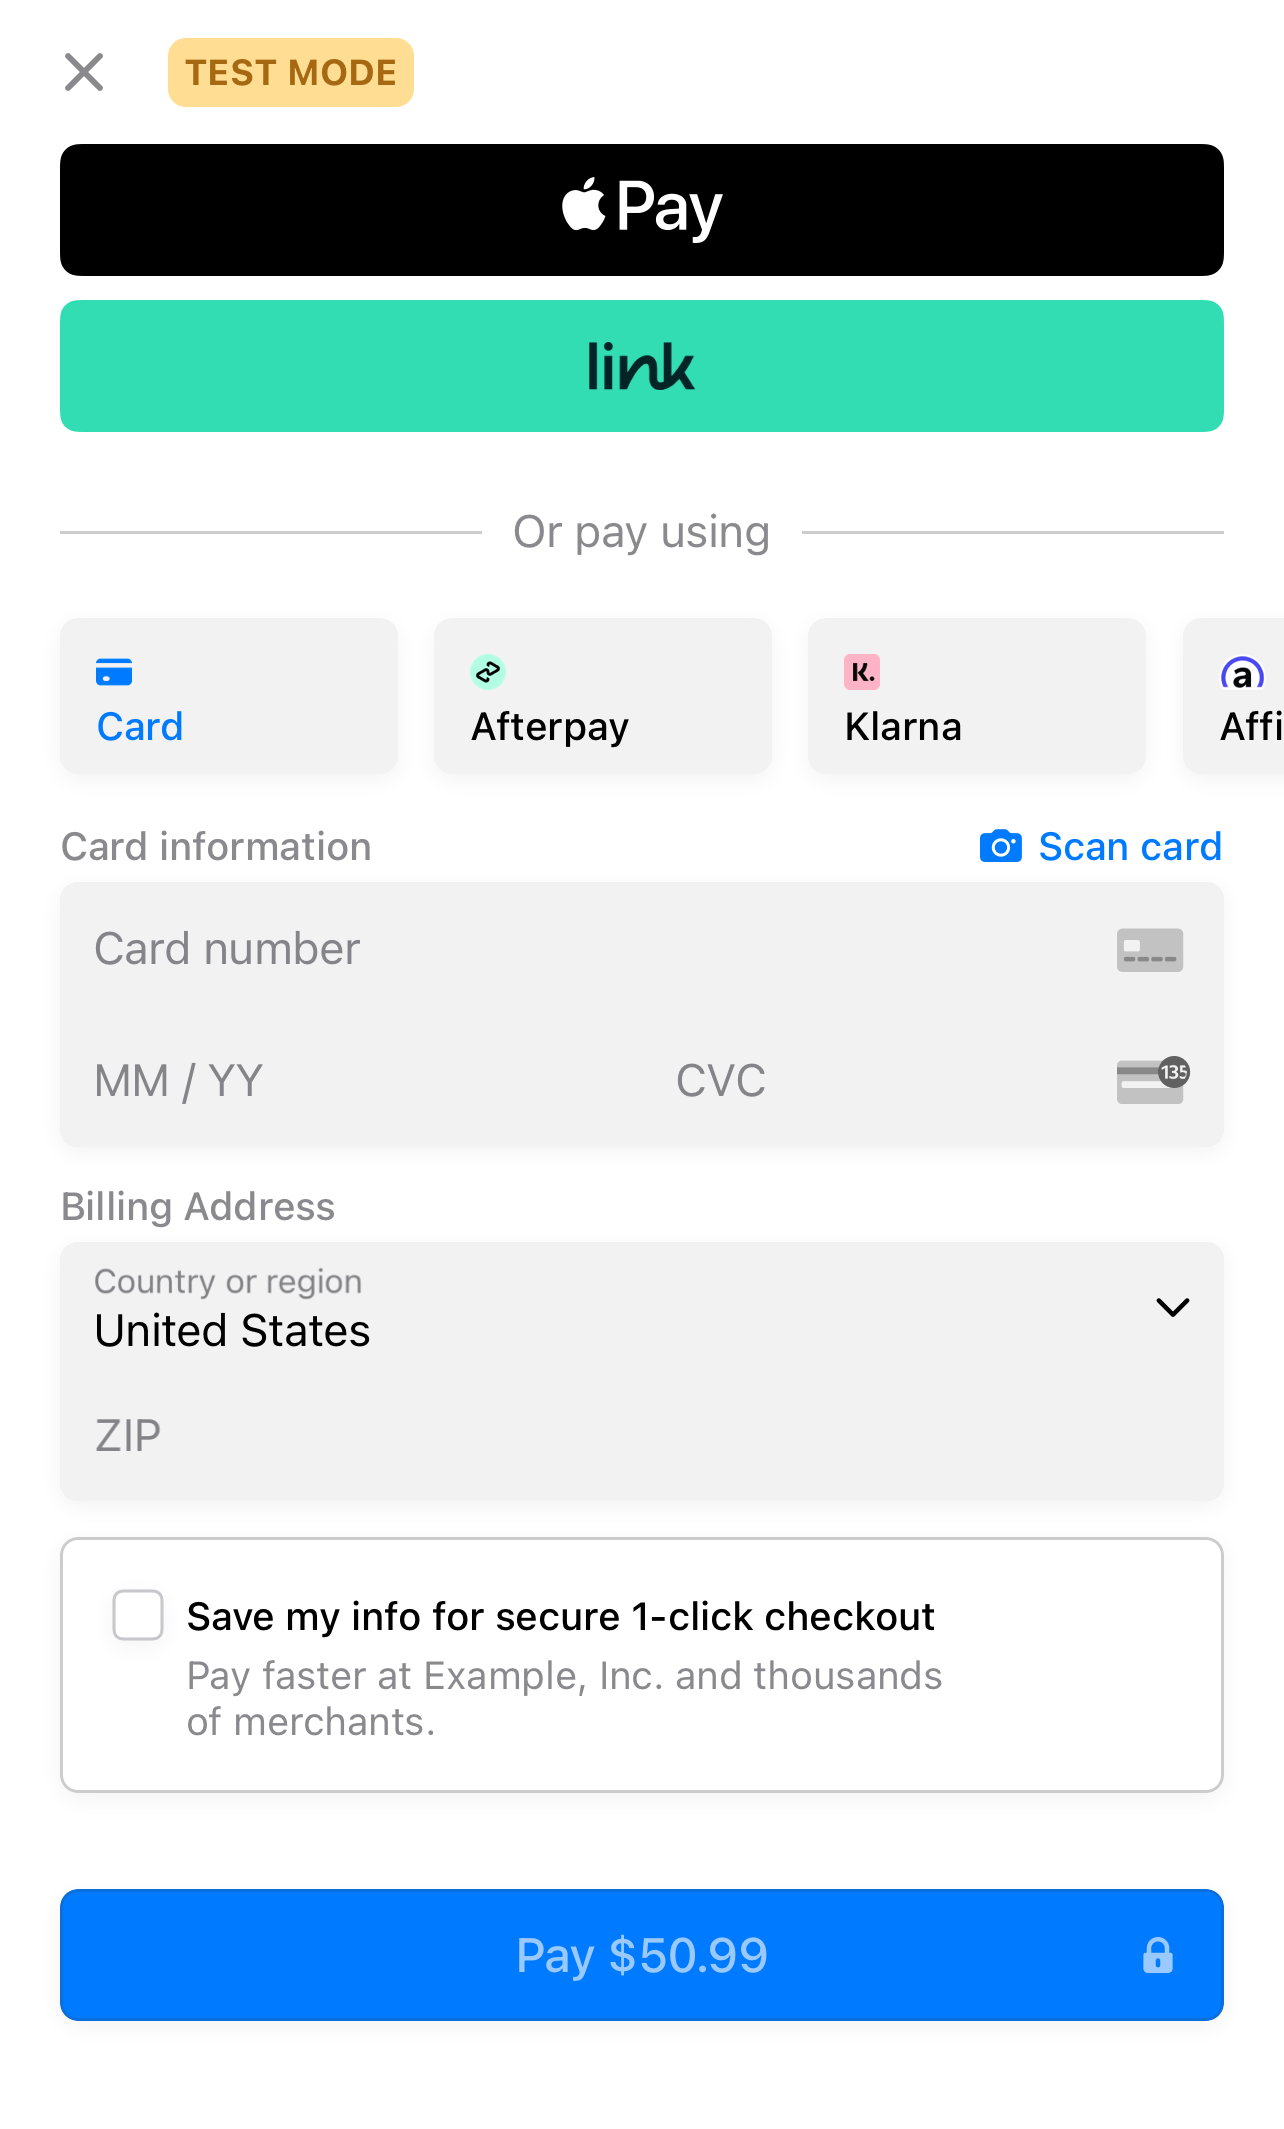 TEST MODE
Pay
link
Or pay using
Card
Afterpay
K.
Klarna
a
Affi
Card information
Scan card
Card number
MM / YY
CVC
135
Billing Address
Country or region
United States
ZIP
Save my info for secure 1-click checkout
Pay faster at Example, Inc. and thousands
of merchants.
Pay $50.99